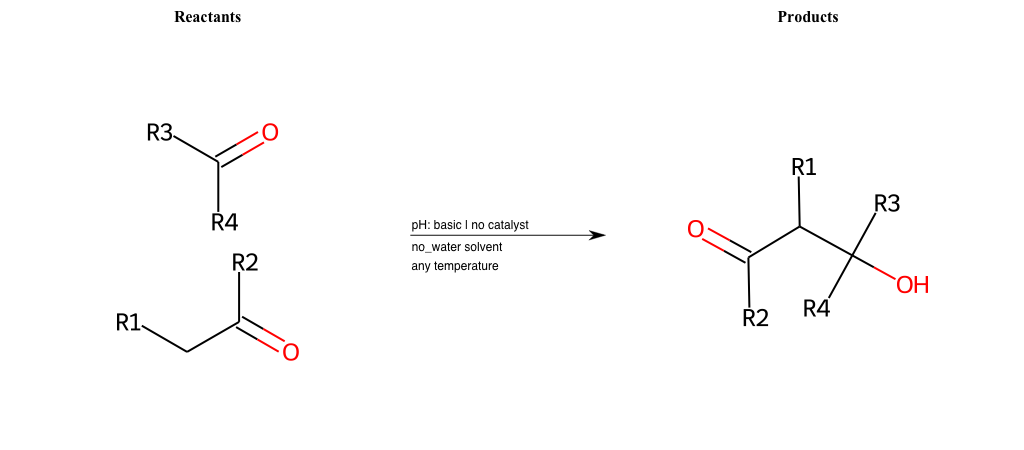 Reactants
Products
R3
O
R4
R2
R1
O
pH: basic | no catalyst
no_water solvent
any temperature
R1
R3
O
OH
R4
R2